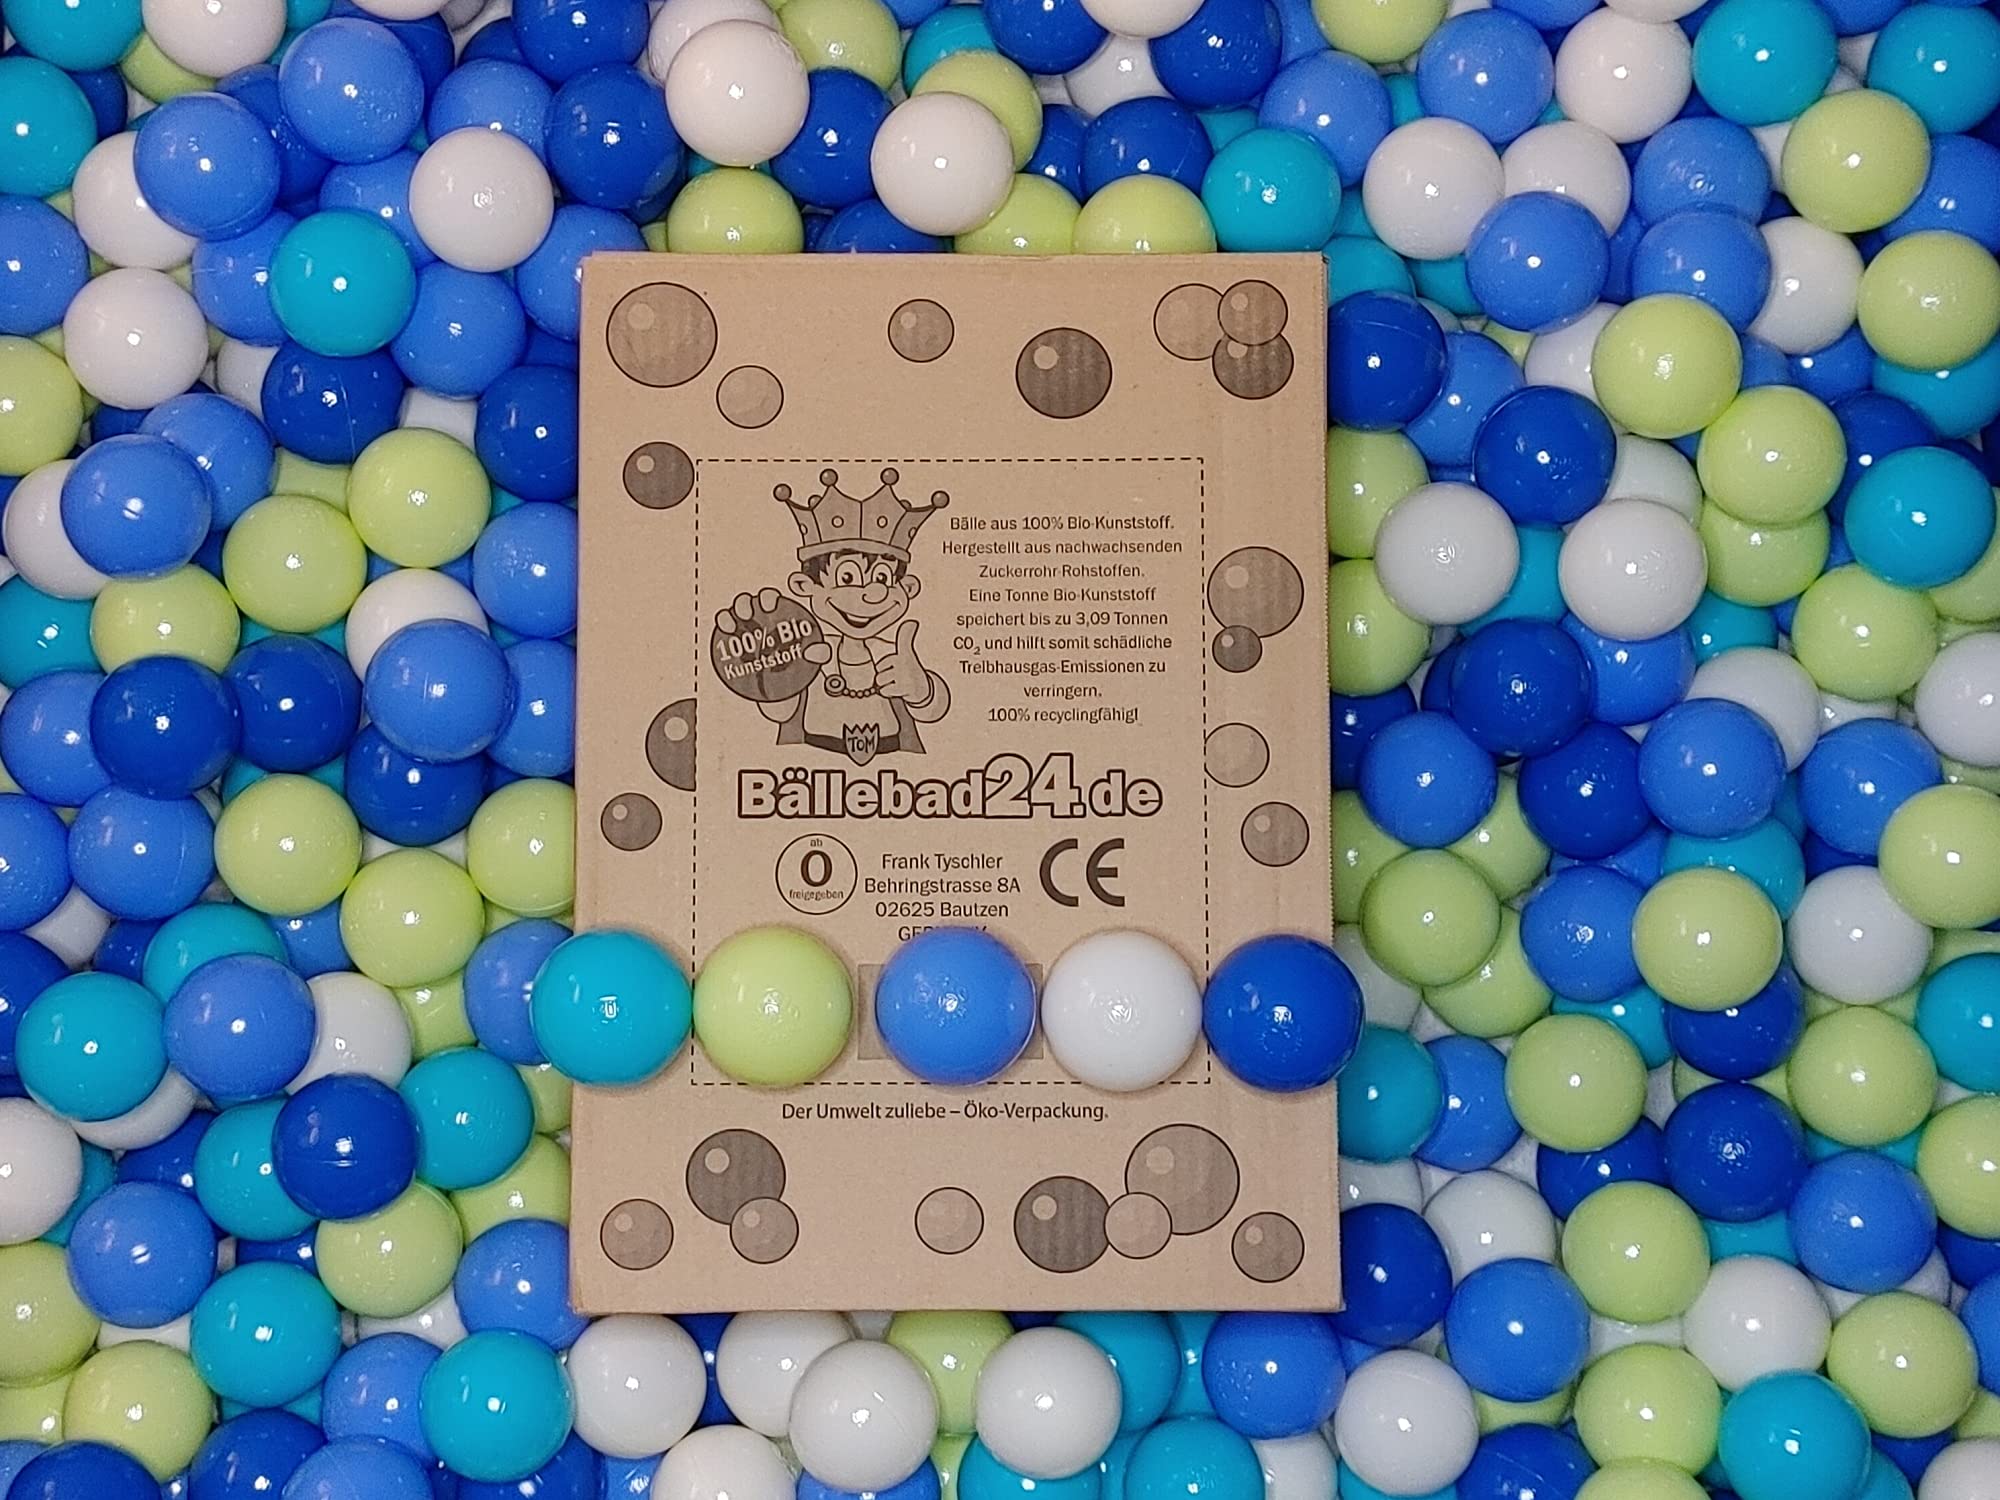 Bälle aus 100% Bio-Kunststoff.
Hergestellt aus nachwachsenden
Zuckerrohr-Rohstoffen.
Eine Tonne Bio-Kunststoff
speichert bis zu 3,09 Tonnen
CO₂ und hilft somit schädliche
Treibhausgas-Emissionen zu
verringern.
100% recyclingfähig!
100% Bio
Kunststoff
TOM
Bällebad24.de
ab
0
freigegeben
Frank Tyschler
Behringstrasse 8A
02625 Bautzen
CE
Der Umwelt zuliebe – Öko-Verpackung.